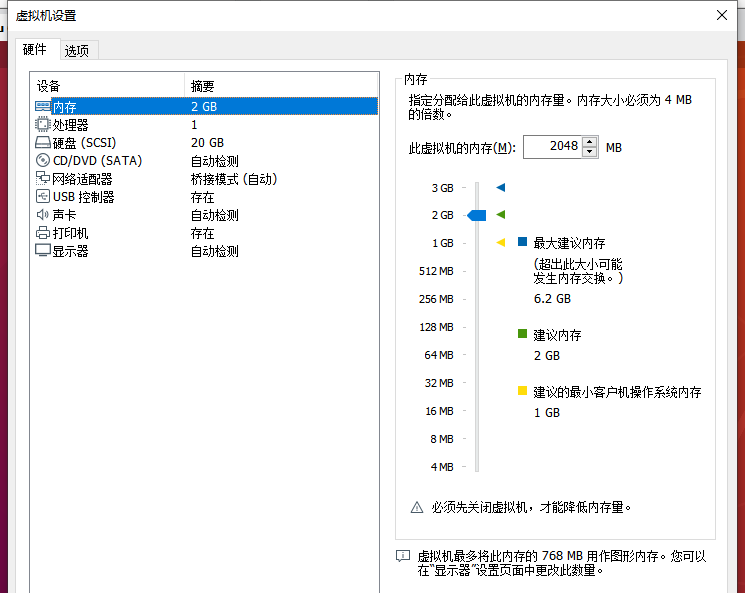 虚拟机设置
硬件 选项
设备 摘要
内存 2 GB
处理器 1
硬盘 (SCSI) 20 GB
CD/DVD (SATA) 自动检测
网络适配器 桥接模式 (自动)
USB 控制器 存在
声卡 自动检测
打印机 存在
显示器 自动检测
内存
指定分配给此虚拟机的内存量。内存大小必须为 4 MB
的倍数。
此虚拟机的内存(M): 2048 MB
3 GB
2 GB
1 GB
512 MB
256 MB
128 MB
64 MB
32 MB
16 MB
8 MB
4 MB
最大建议内存
(超出此大小可能
发生内存交换。)
6.2 GB
建议内存
2 GB
建议的最小客户机操作系统内存
1 GB
必须先关闭虚拟机，才能降低内存量。
虚拟机最多将此内存的 768 MB 用作图形内存。您可以
在"显示器"设置页面中更改此数量。